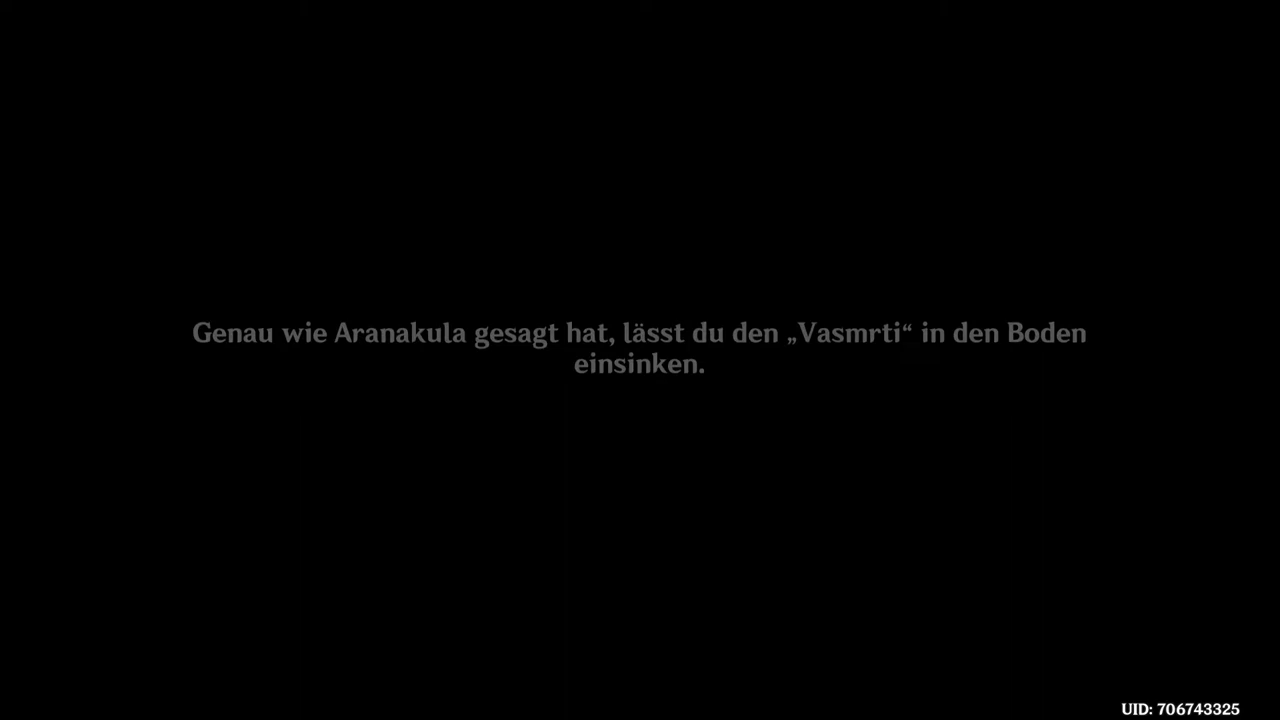 Genau wie Aranakula gesagt hat, lässt du den „Vasmrti“ in den Boden
einsinken.
UID: 706743325